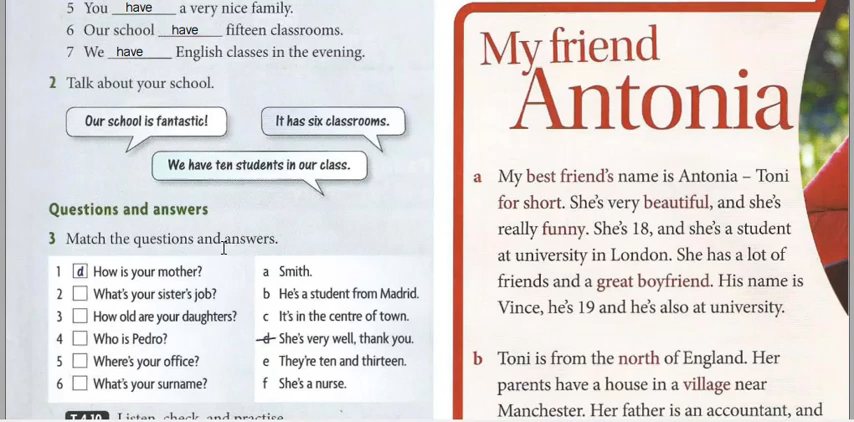 5 You have a very nice family.
6 Our school have fifteen classrooms.
7 We have English classes in the evening.
2 Talk about your school.
Our school is fantastic!
It has six classrooms.
We have ten students in our class.
Questions and answers
3 Match the questions and answers.
1 d How is your mother?
2 What's your sister's job?
3 How old are your daughters?
4 Who is Pedro?
5 Where's your office?
6 What's your surname?
a Smith.
b He's a student from Madrid.
c It's in the centre of town.
d She's very well, thank you.
e They're ten and thirteen.
f She's a nurse.
T 4.10 Listen, check, and practise.
My friend
Antonia
a My best friend's name is Antonia – Toni
for short. She's very beautiful, and she's
really funny. She's 18, and she's a student
at university in London. She has a lot of
friends and a great boyfriend. His name is
Vince, he's 19 and he's also at university.
b Toni is from the north of England. Her
parents have a house in a village near
Manchester. Her father is an accountant, and